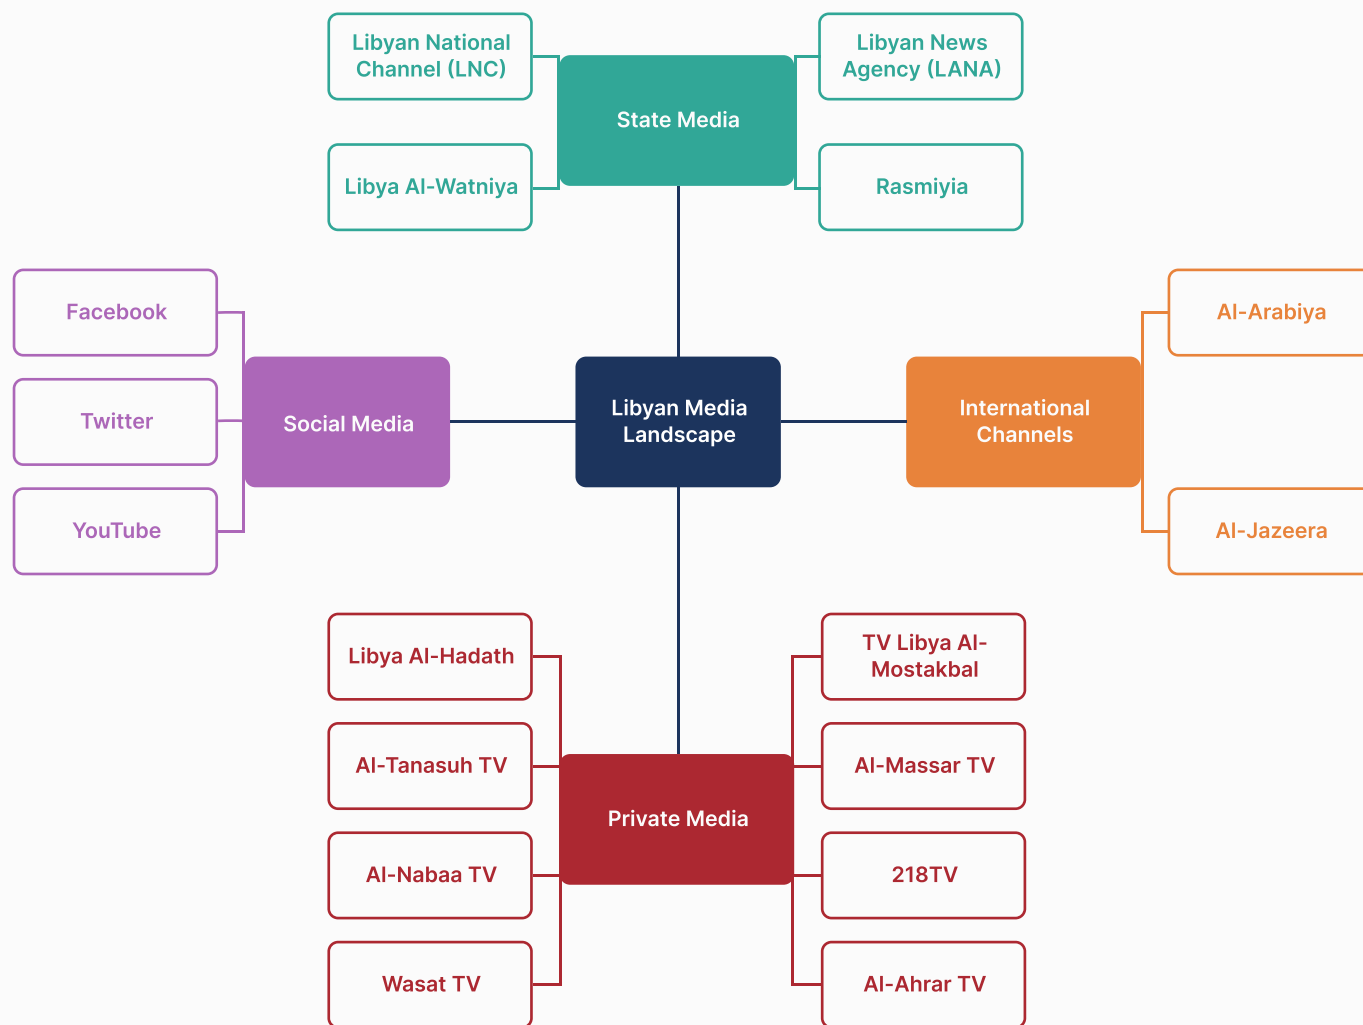 Libyan National
Channel (LNC)
Libyan News
Agency (LANA)
State Media
Libya Al-Watniya
Rasmiyia
Facebook
Al-Arabiya
Twitter
Social Media
Libyan Media
Landscape
International
Channels
YouTube
Al-Jazeera
Libya Al-Hadath
TV Libya Al-
Mostakbal
Al-Tanasuh TV
Al-Massar TV
Private Media
Al-Nabaa TV
218TV
Wasat TV
Al-Ahrar TV